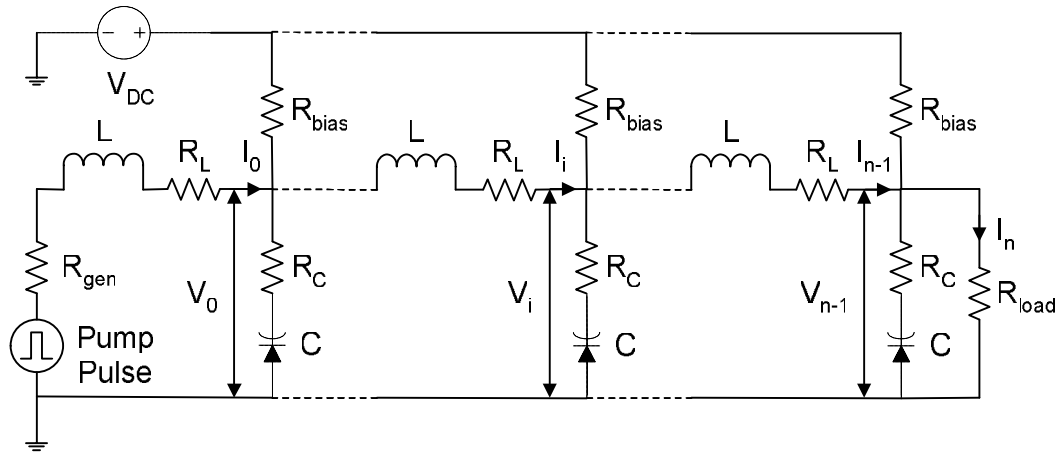 − +
V_DC
R_bias
R_bias
R_bias
L
R_L
I_0
L
R_L
I_i
L
R_L
I_n-1
R_gen
V_0
R_C
V_i
R_C
V_n-1
R_C
I_n
R_load
Pump
Pulse
C
C
C